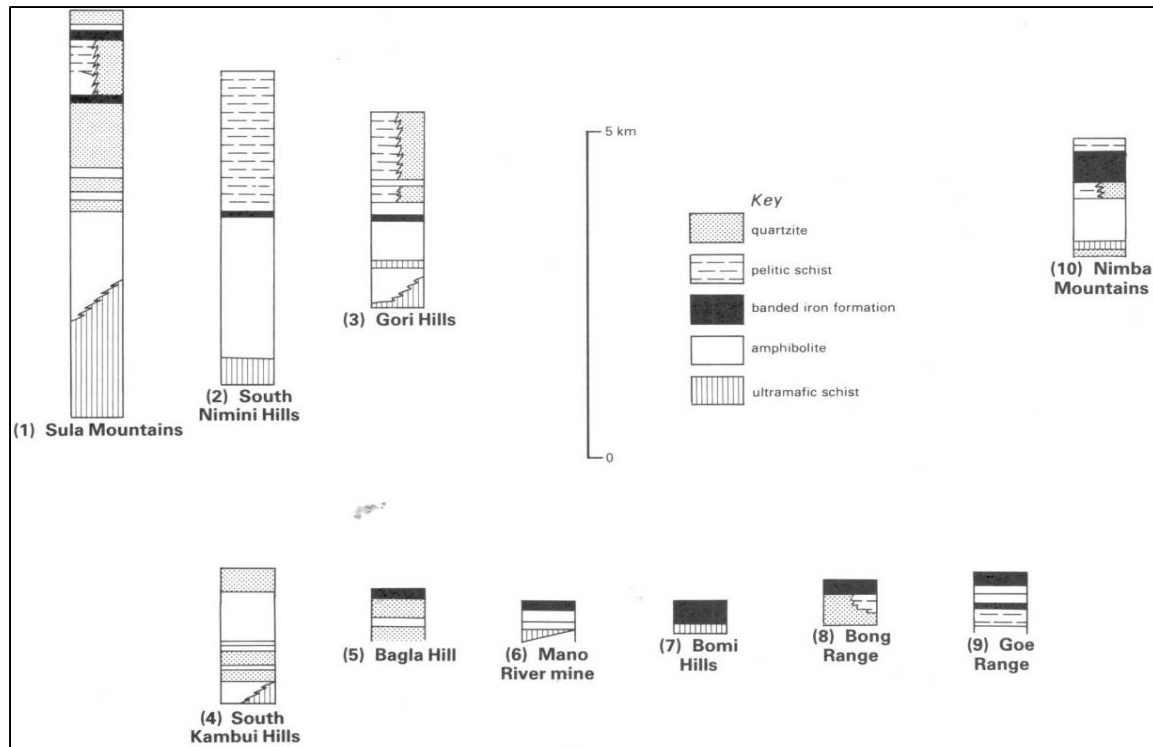 (1) Sula Mountains
(2) South
Nimini Hills
(3) Gori Hills
5 km
0
Key
quartzite
pelitic schist
banded iron formation
amphibolite
ultramafic schist
(10) Nimba
Mountains
(4) South
Kambui Hills
(5) Bagla Hill
(6) Mano
River mine
(7) Bomi
Hills
(8) Bong
Range
(9) Goe
Range